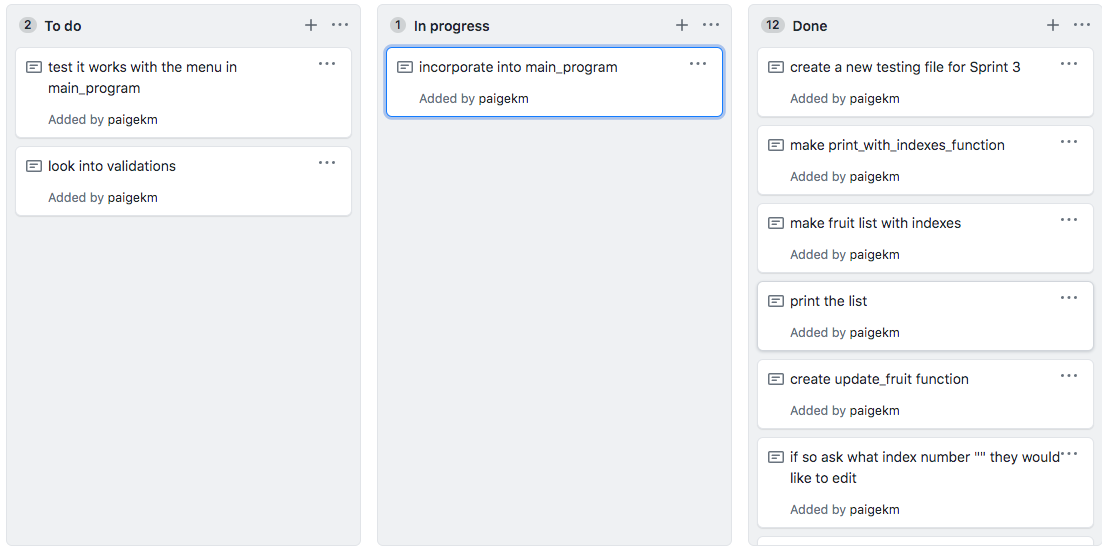 2 To do
test it works with the menu in
main_program
Added by paigekm
look into validations
Added by paigekm
1 In progress
incorporate into main_program
Added by paigekm
12 Done
create a new testing file for Sprint 3
Added by paigekm
make print_with_indexes_function
Added by paigekm
make fruit list with indexes
Added by paigekm
print the list
Added by paigekm
create update_fruit function
Added by paigekm
if so ask what index number "" they would
like to edit
Added by paigekm